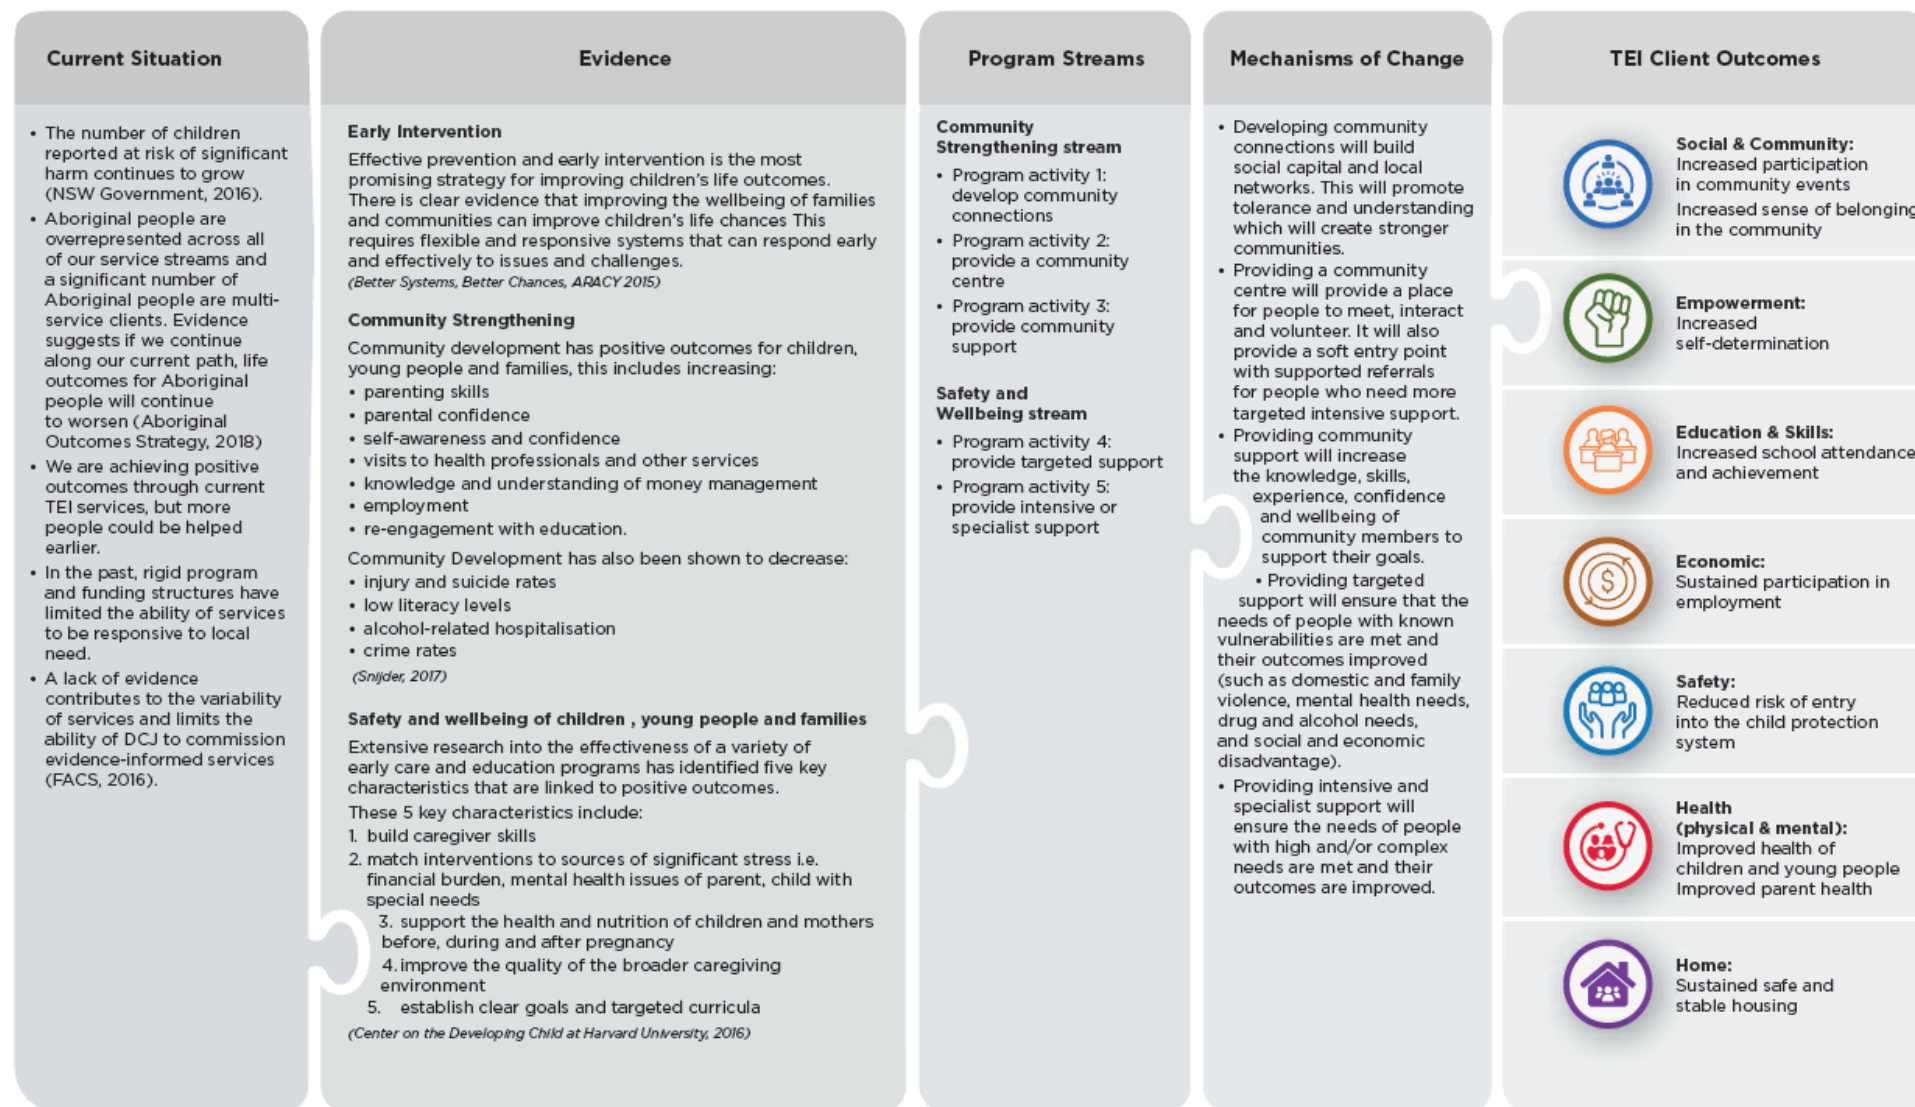 Current Situation
• The number of children
reported at risk of significant
harm continues to grow
(NSW Government, 2016).
• Aboriginal people are
overrepresented across all
of our service streams and
a significant number of
Aboriginal people are multi-
service clients. Evidence
suggests if we continue
along our current path, life
outcomes for Aboriginal
people will continue
to worsen (Aboriginal
Outcomes Strategy, 2018)
• We are achieving positive
outcomes through current
TEI services, but more
people could be helped
earlier.
• In the past, rigid program
and funding structures have
limited the ability of services
to be responsive to local
need.
• A lack of evidence
contributes to the variability
of services and limits the
ability of DCJ to commission
evidence-informed services
(FACS, 2016).
Evidence
Early Intervention
Effective prevention and early intervention is the most
promising strategy for improving children's life outcomes.
There is clear evidence that improving the wellbeing of families
and communities can improve children's life chances This
requires flexible and responsive systems that can respond early
and effectively to issues and challenges.
(Better Systems, Better Chances, ARACY 2015)
Community Strengthening
Community development has positive outcomes for children,
young people and families, this includes increasing:
• parenting skills
• parental confidence
• self-awareness and confidence
• visits to health professionals and other services
• knowledge and understanding of money management
• employment
• re-engagement with education.
Community Development has also been shown to decrease:
• injury and suicide rates
• low literacy levels
• alcohol-related hospitalisation
• crime rates
(Snijder, 2017)
Safety and wellbeing of children , young people and families
Extensive research into the effectiveness of a variety of
early care and education programs has identified five key
characteristics that are linked to positive outcomes.
These 5 key characteristics include:
1. build caregiver skills
2. match interventions to sources of significant stress i.e.
financial burden, mental health issues of parent, child with
special needs
3. support the health and nutrition of children and mothers
before, during and after pregnancy
4. improve the quality of the broader caregiving
environment
5. establish clear goals and targeted curricula
(Center on the Developing Child at Harvard University, 2016)
Program Streams
Community
Strengthening stream
• Program activity 1:
develop community
connections
• Program activity 2:
provide a community
centre
• Program activity 3:
provide community
support
Safety and
Wellbeing stream
• Program activity 4:
provide targeted support
• Program activity 5:
provide intensive or
specialist support
Mechanisms of Change
• Developing community
connections will build
social capital and local
networks. This will promote
tolerance and understanding
which will create stronger
communities.
• Providing a community
centre will provide a place
for people to meet, interact
and volunteer. It will also
provide a soft entry point
with supported referrals
for people who need more
targeted intensive support.
• Providing community
support will increase
the knowledge, skills,
experience, confidence
and wellbeing of
community members to
support their goals.
• Providing targeted
support will ensure that the
needs of people with known
vulnerabilities are met and
their outcomes improved
(such as domestic and family
violence, mental health needs,
drug and alcohol needs,
and social and economic
disadvantage).
• Providing intensive and
specialist support will
ensure the needs of people
with high and/or complex
needs are met and their
outcomes are improved.
TEI Client Outcomes
Social & Community:
Increased participation
in community events
Increased sense of belonging
in the community
Empowerment:
Increased
self-determination
Education & Skills:
Increased school attendance
and achievement
Economic:
Sustained participation in
employment
Safety:
Reduced risk of entry
into the child protection
system
Health
(physical & mental):
Improved health of
children and young people
Improved parent health
Home:
Sustained safe and
stable housing